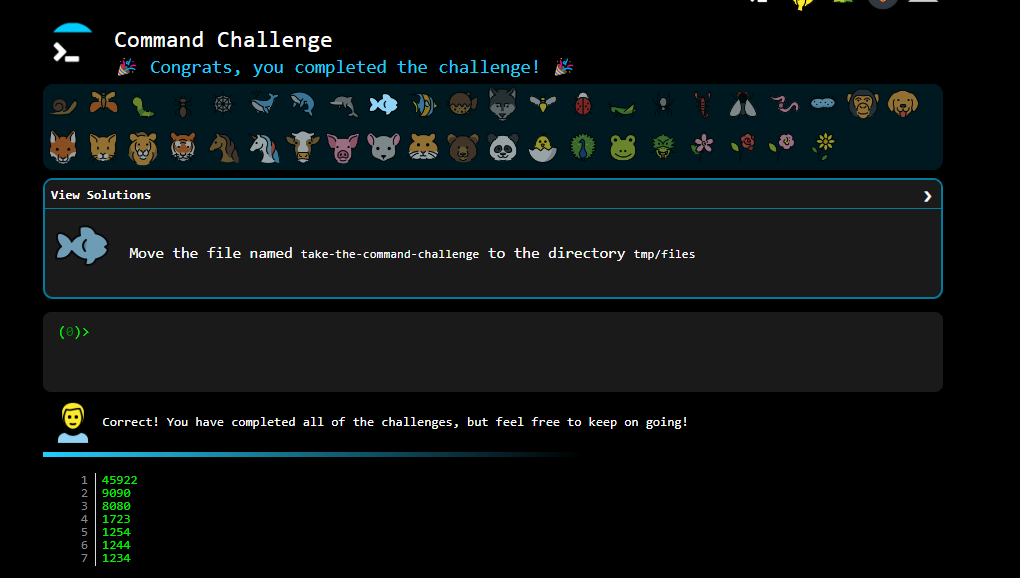 Command Challenge
🎉 Congrats, you completed the challenge! 🎉
View Solutions ❯
Move the file named take-the-command-challenge to the directory tmp/files
(0)>
Correct! You have completed all of the challenges, but feel free to keep on going!
1 45922
2 9090
3 8080
4 1723
5 1254
6 1244
7 1234